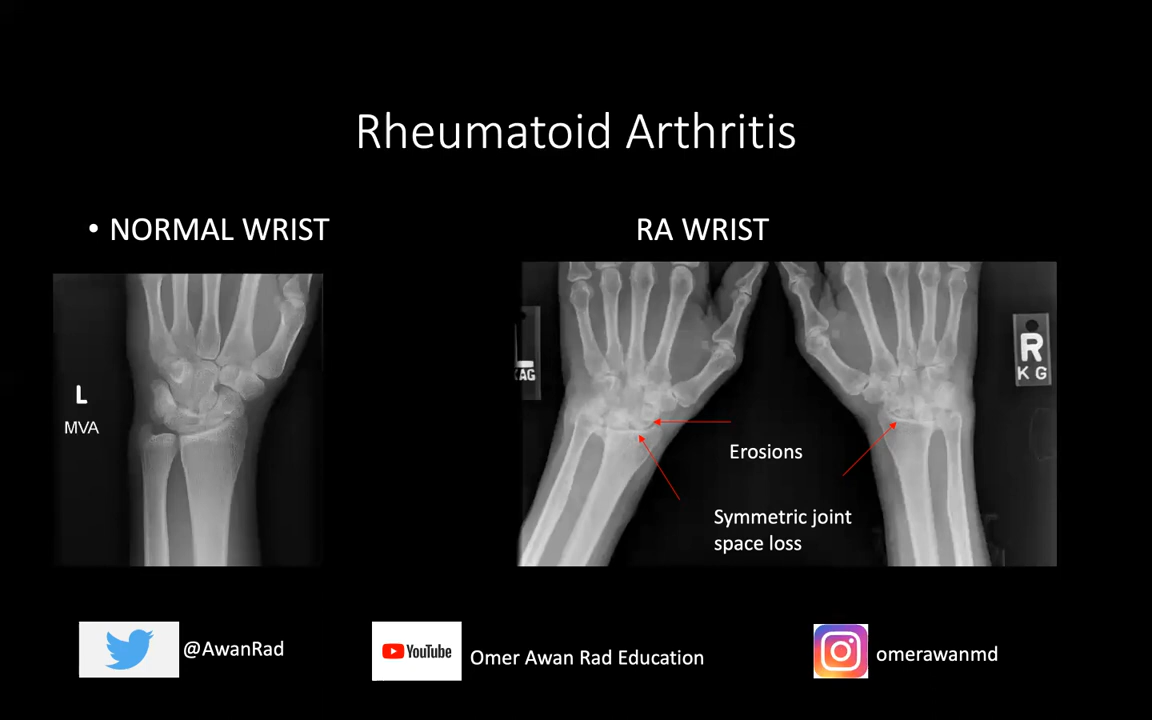 Rheumatoid Arthritis
• NORMAL WRIST
RA WRIST
L
MVA
KAG
R
K G
Erosions
Symmetric joint
space loss
@AwanRad
YouTube
Omer Awan Rad Education
omerawanmd